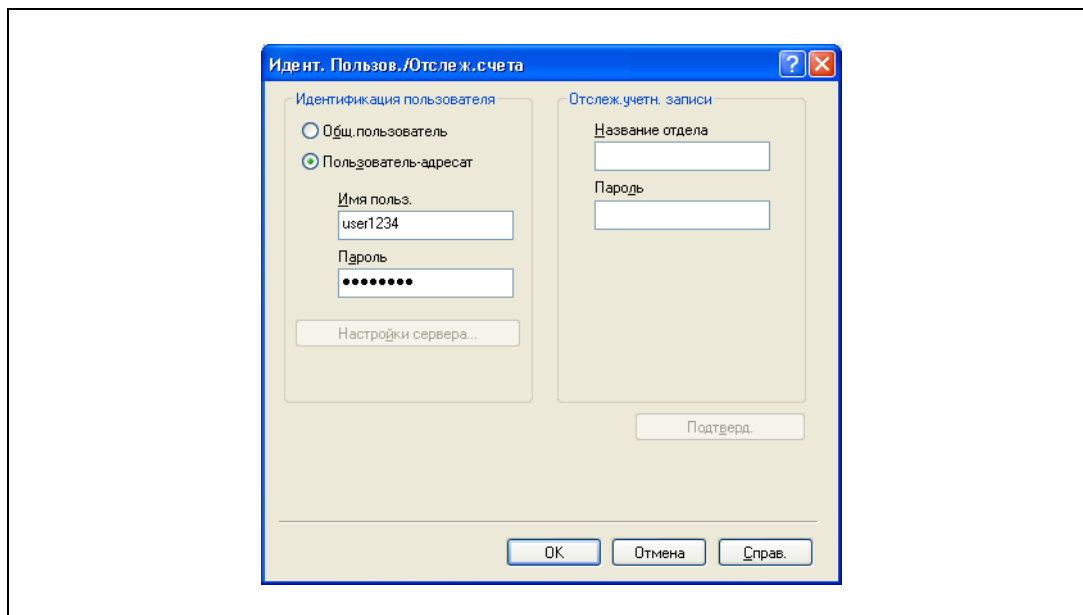 Идент. Пользов./Отслеж.счета
Идентификация пользователя
Общ.пользователь
Пользователь-адресат
Имя польз.
user1234
Пароль
••••••••
Настройки сервера...
Отслеж.учетн. записи
Название отдела
Пароль
Подтверд.
OK
Отмена
Справ.